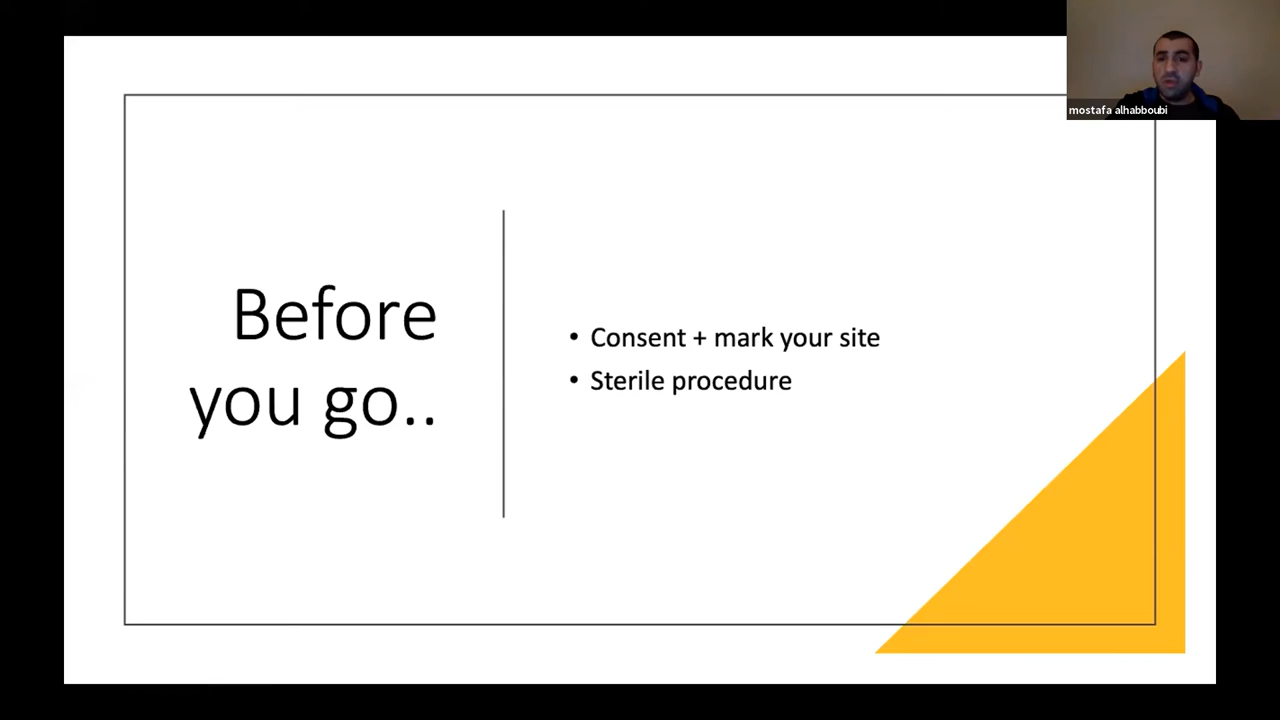 mostafa alhabboubi
Before
you go..
• Consent + mark your site
• Sterile procedure